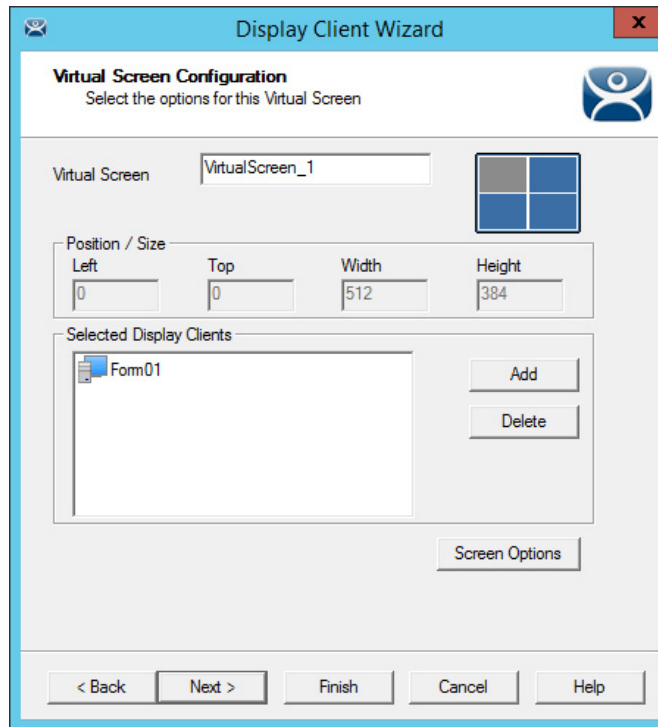 Display Client Wizard
x
Virtual Screen Configuration
Select the options for this Virtual Screen
Virtual Screen
VirtualScreen_1
Position / Size
Left Top Width Height
0 0 512 384
Selected Display Clients
Form01
Add
Delete
Screen Options
< Back Next > Finish Cancel Help